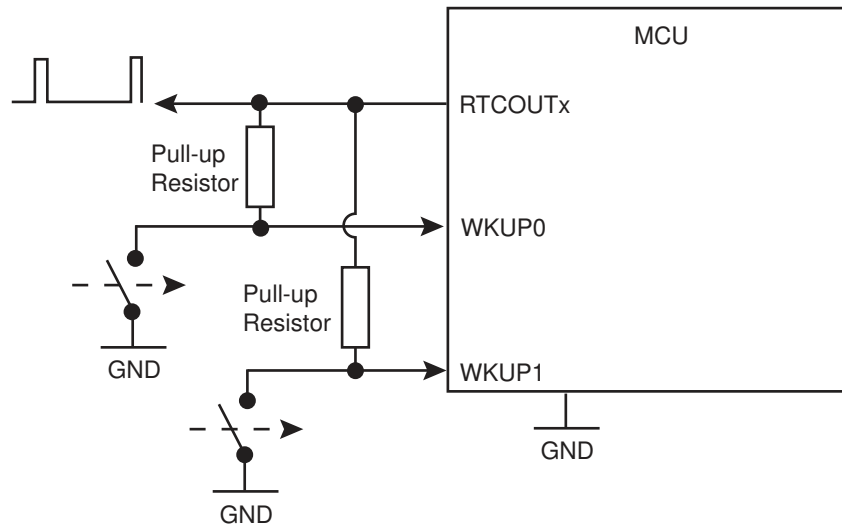 MCU
RTCOUTx
Pull-up
Resistor
WKUP0
Pull-up
Resistor
GND
WKUP1
GND
GND